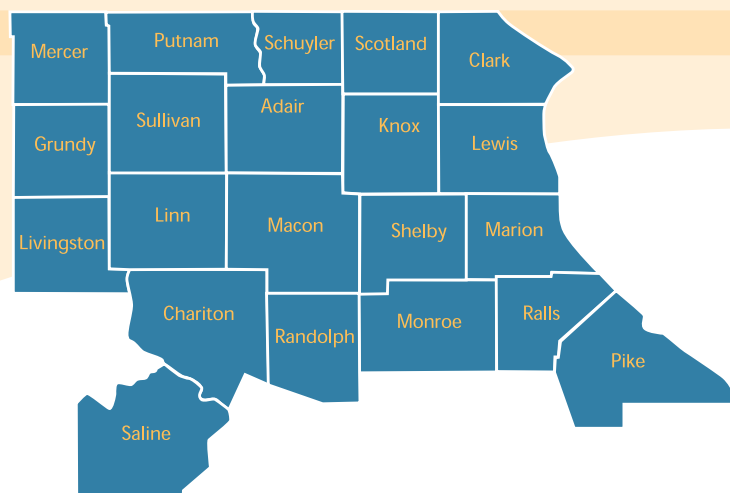 Mercer
Putnam
Schuyler
Scotland
Clark
Grundy
Sullivan
Adair
Knox
Lewis
Livingston
Linn
Macon
Shelby
Marion
Chariton
Randolph
Monroe
Ralls
Pike
Saline